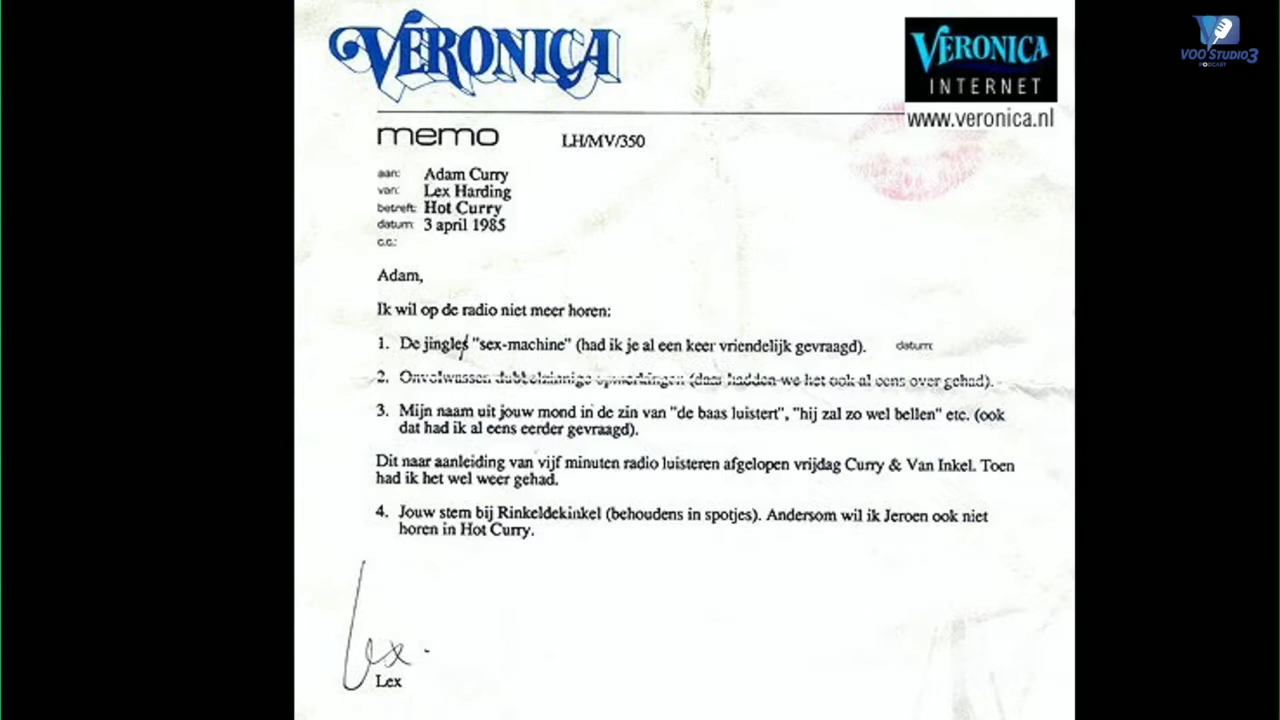 VERONICA
VERONICA
INTERNET
www.veronica.nl
VOO STUDIO3
PODCAST
memo LH/MV/350
aan: Adam Curry
van: Lex Harding
betreft: Hot Curry
datum: 3 april 1985
c.c.:
Adam,
Ik wil op de radio niet meer horen:
1. De jingles "sex-machine" (had ik je al een keer vriendelijk gevraagd). datum:
2. Onvolwassen dubbelzinnige opmerkingen (daar hadden we het ook al eens over gehad).
3. Mijn naam uit jouw mond in de zin van "de baas luistert", "hij zal zo wel bellen" etc. (ook
dat had ik al eens eerder gevraagd).
Dit naar aanleiding van vijf minuten radio luisteren afgelopen vrijdag Curry & Van Inkel. Toen
had ik het wel weer gehad.
4. Jouw stem bij Rinkeldekinkel (behoudens in spotjes). Andersom wil ik Jeroen ook niet
horen in Hot Curry.
Lex
Lex